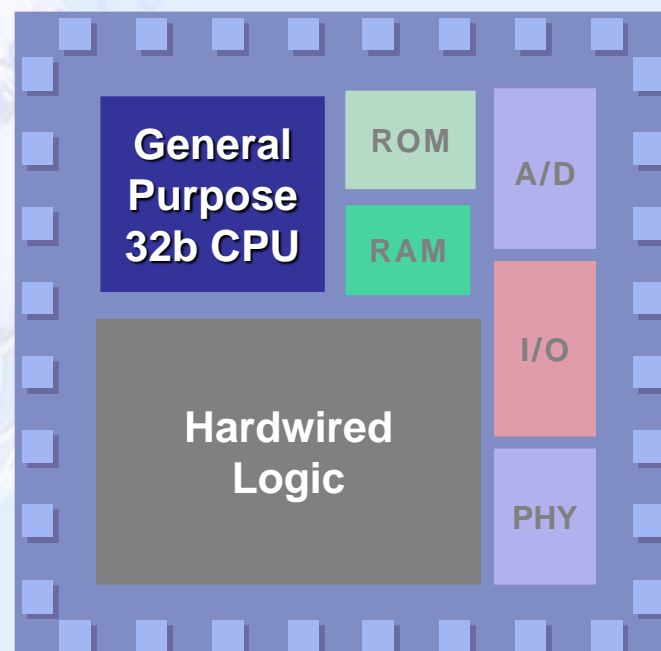 General
Purpose
32b CPU
ROM
RAM
A/D
I/O
Hardwired
Logic
PHY